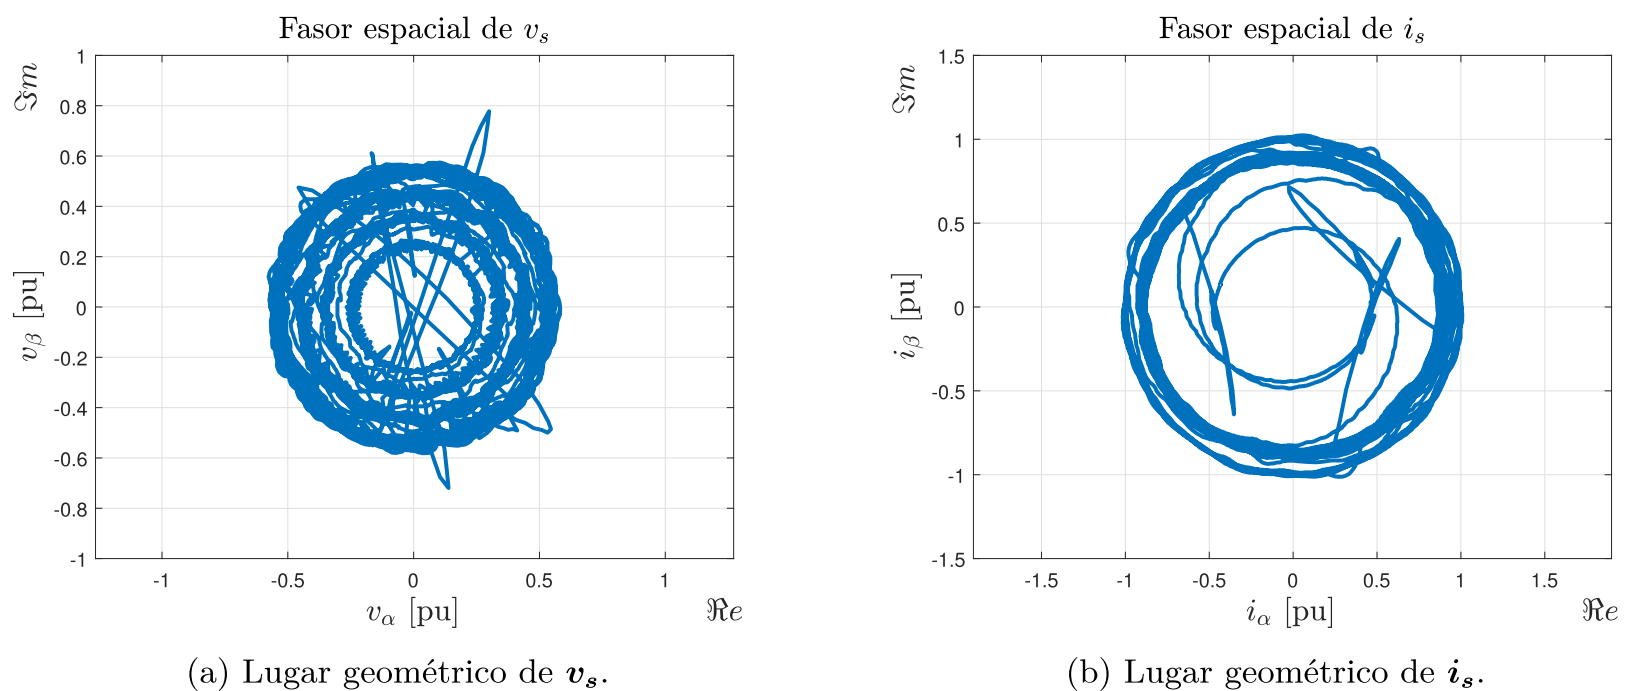 Fasor espacial de v_s
1
0.8
0.6
0.4
0.2
0
-0.2
-0.4
-0.6
-0.8
-1
ℑm
v_β [pu]
-1
-0.5
0
0.5
1
v_α [pu]
ℜe
(a) Lugar geométrico de v_s.
Fasor espacial de i_s
1.5
1
0.5
0
-0.5
-1
-1.5
ℑm
i_β [pu]
-1.5
-1
-0.5
0
0.5
1
1.5
i_α [pu]
ℜe
(b) Lugar geométrico de i_s.